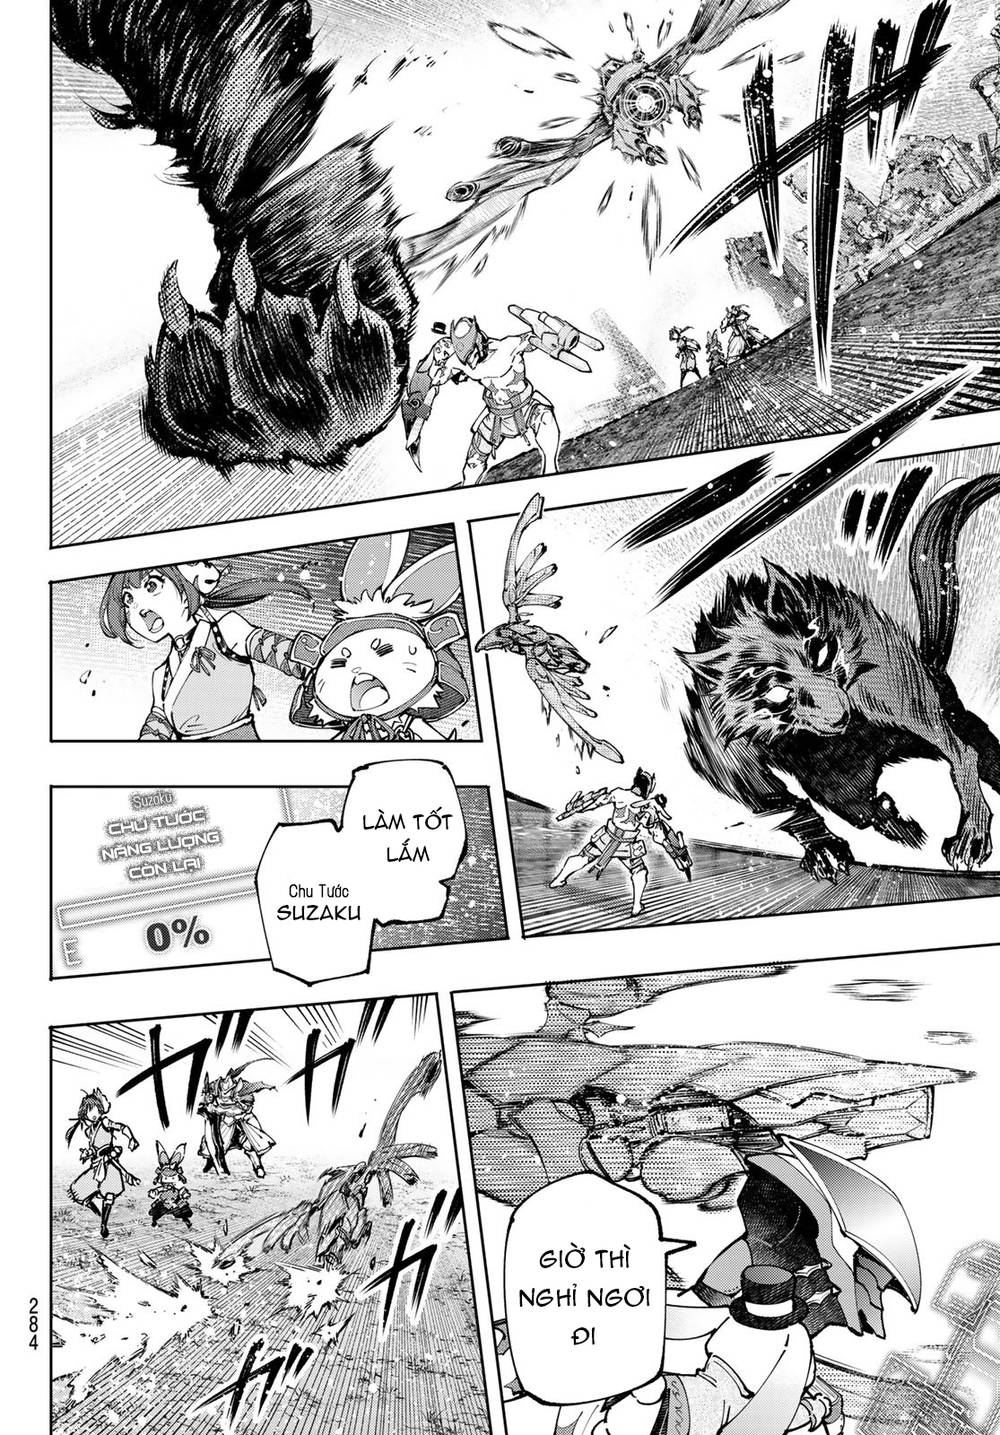 LÀM TỐT
LẮM
Chu Tước
SUZAKU
Suzaku
CHU TƯỚC
NĂNG LƯỢNG
CÒN LẠI
E
0%
GIỜ THÌ
NGHỈ NGƠI
ĐI
284